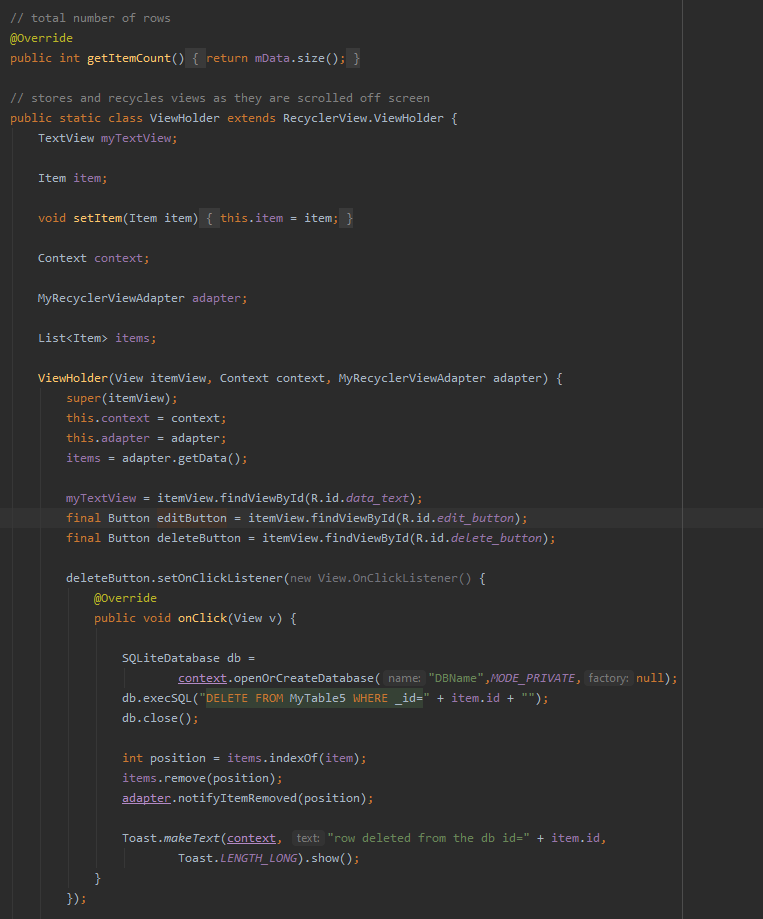 // total number of rows
@Override
public int getItemCount() { return mData.size(); }
// stores and recycles views as they are scrolled off screen
public static class ViewHolder extends RecyclerView.ViewHolder {
TextView myTextView;
Item item;
void setItem(Item item) { this.item = item; }
Context context;
MyRecyclerViewAdapter adapter;
List<Item> items;
ViewHolder(View itemView, Context context, MyRecyclerViewAdapter adapter) {
super(itemView);
this.context = context;
this.adapter = adapter;
items = adapter.getData();
myTextView = itemView.findViewById(R.id.data_text);
final Button editButton = itemView.findViewById(R.id.edit_button);
final Button deleteButton = itemView.findViewById(R.id.delete_button);
deleteButton.setOnClickListener(new View.OnClickListener() {
@Override
public void onClick(View v) {
SQLiteDatabase db =
context.openOrCreateDatabase( name: "DBName",MODE_PRIVATE, factory: null);
db.execSQL("DELETE FROM MyTable5 WHERE _id=" + item.id + "");
db.close();
int position = items.indexOf(item);
items.remove(position);
adapter.notifyItemRemoved(position);
Toast.makeText(context, text: "row deleted from the db id=" + item.id,
Toast.LENGTH_LONG).show();
}
});